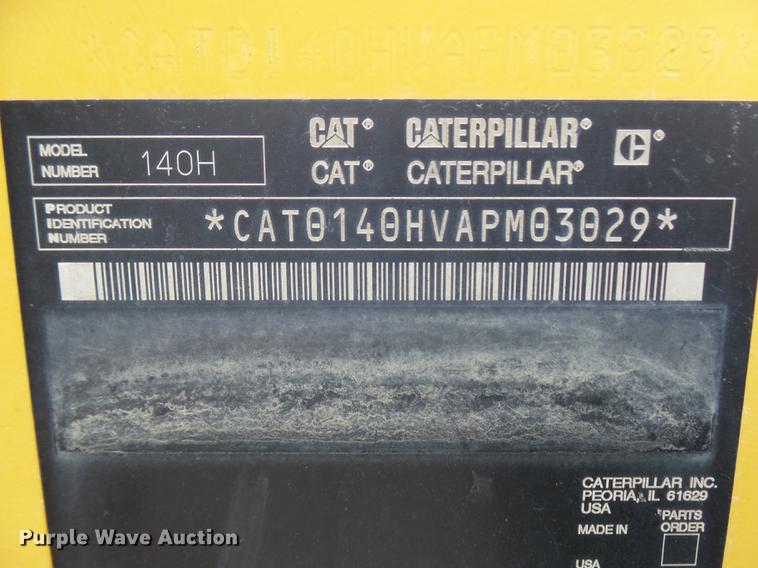 *CAT0140HVAPM03029*
CAT® CATERPILLAR® C®
MODEL NUMBER 140H
CAT® CATERPILLAR®
PRODUCT IDENTIFICATION NUMBER *CAT0140HVAPM03029*
CATERPILLAR INC.
PEORIA, IL 61629
USA
*PARTS
MADE IN ORDER
USA
Purple Wave Auction